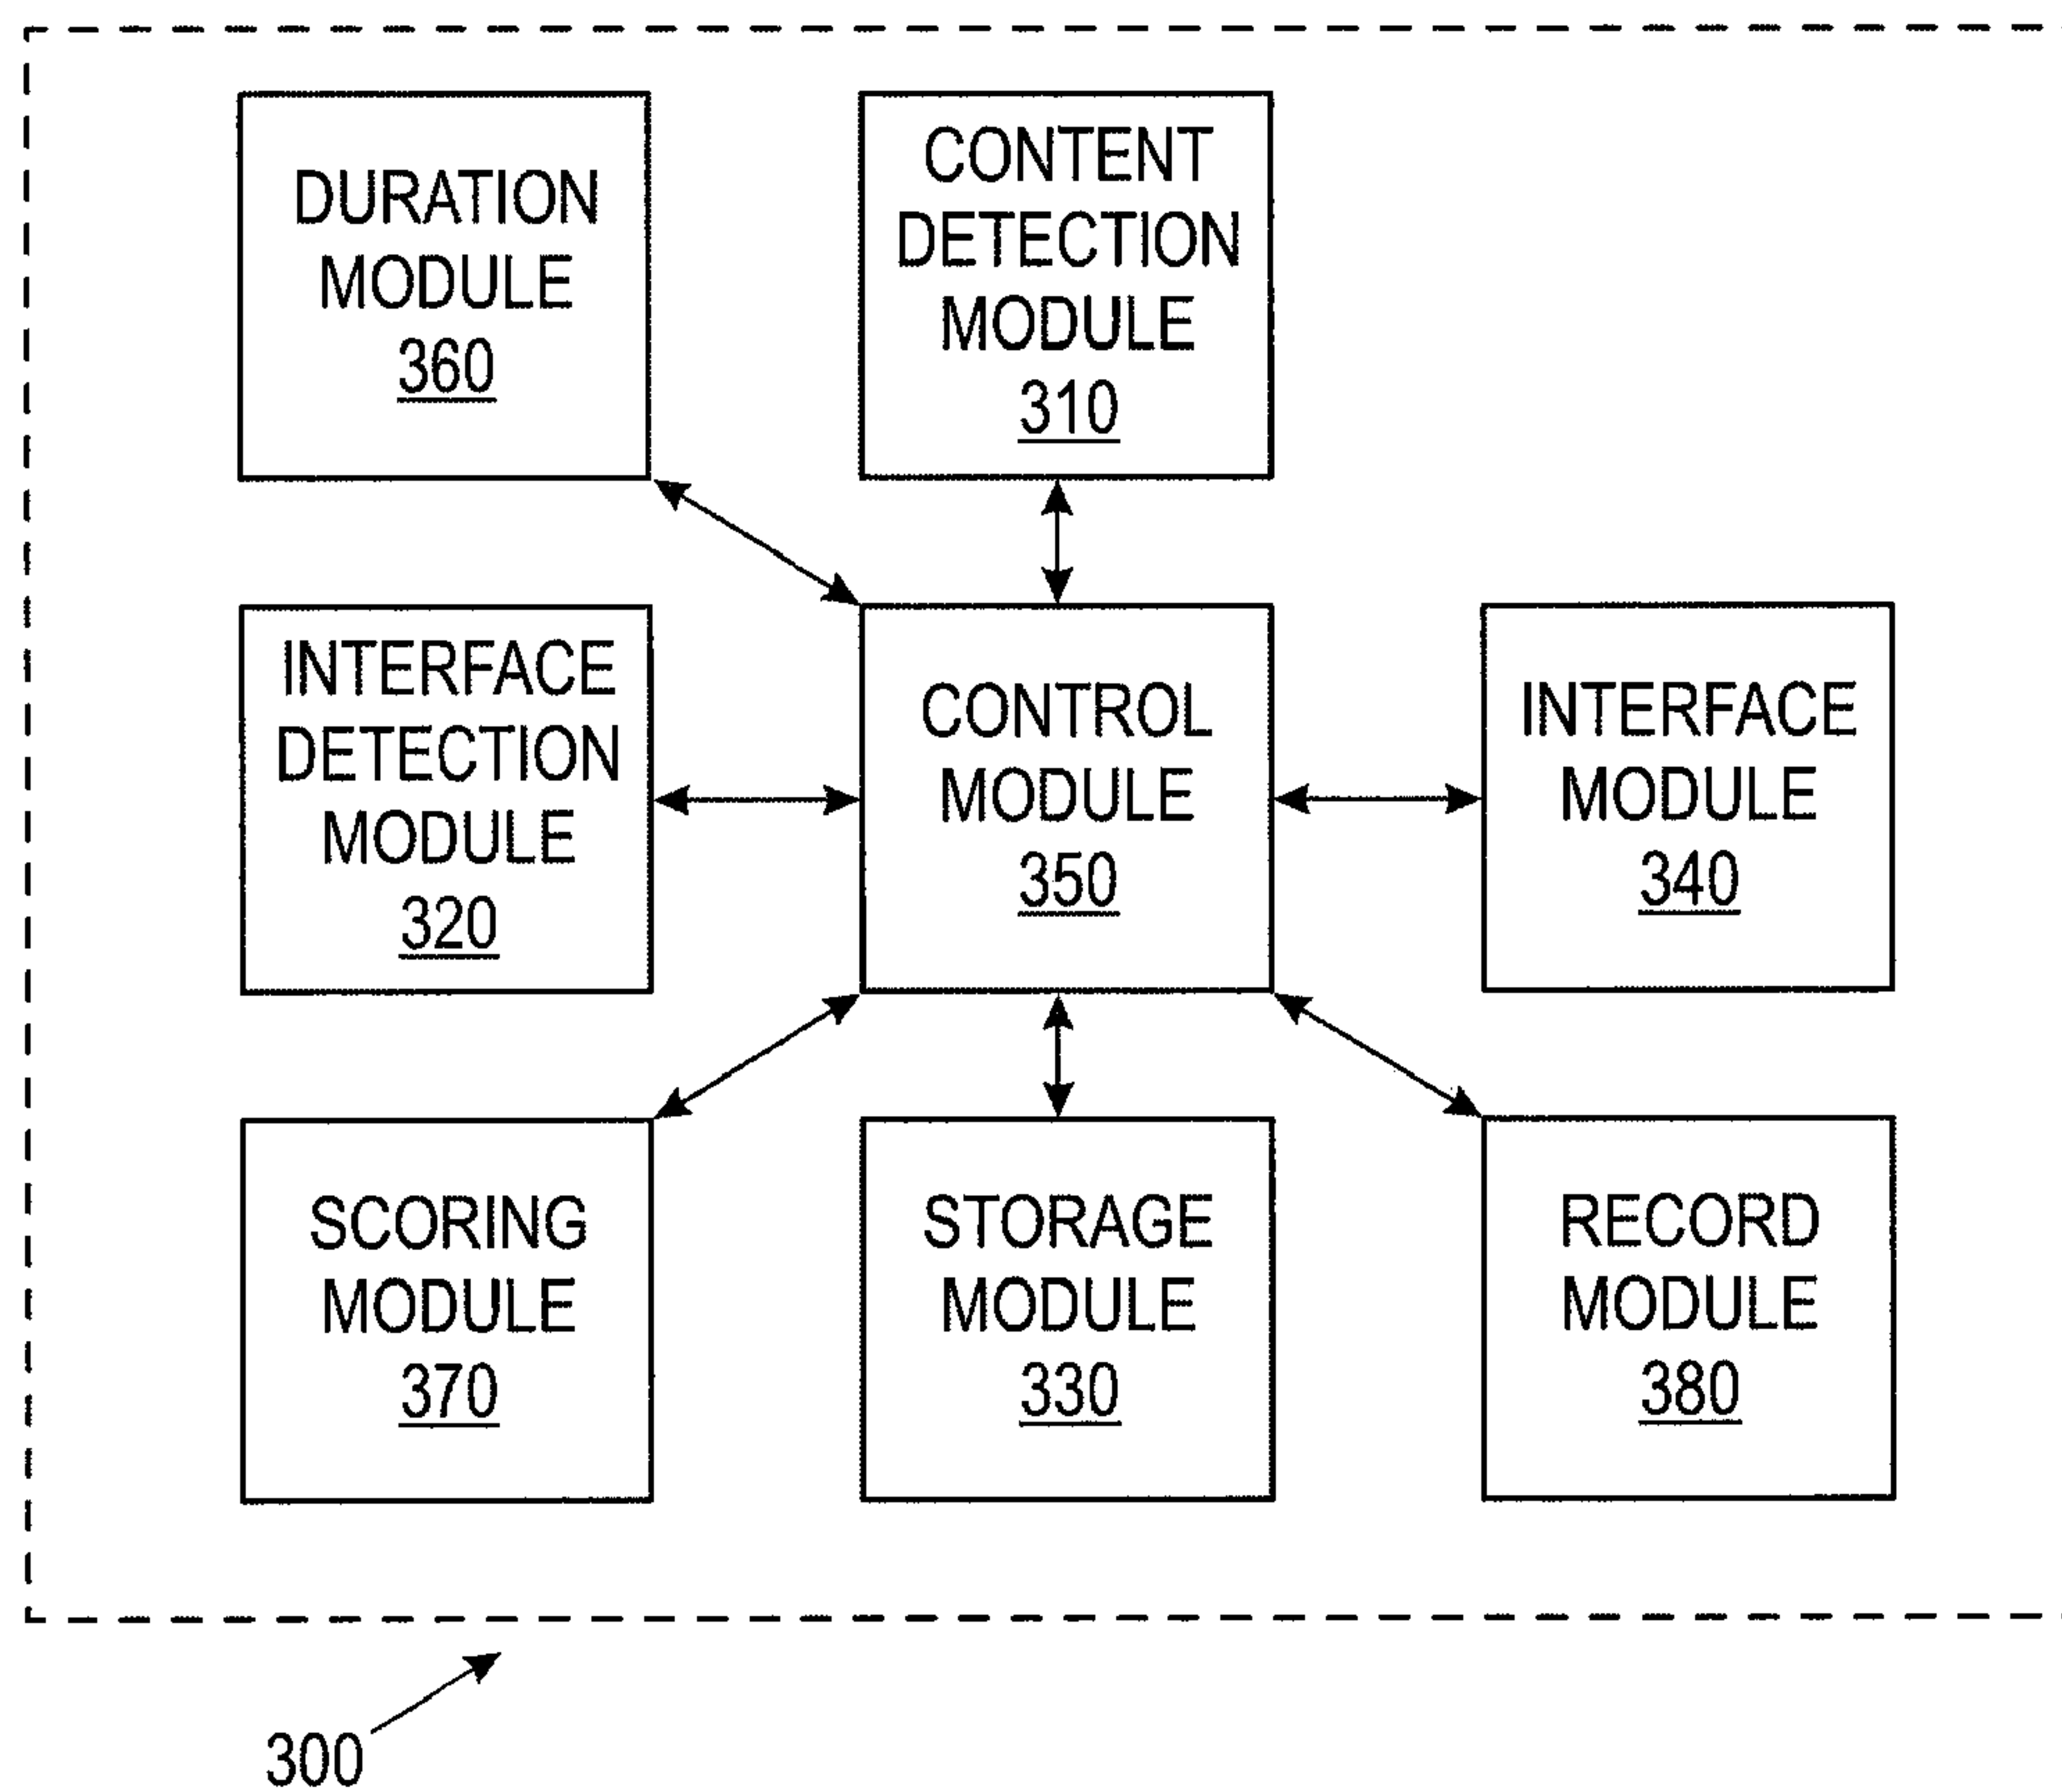 DURATION
MODULE
360
CONTENT
DETECTION
MODULE
310
INTERFACE
DETECTION
MODULE
320
CONTROL
MODULE
350
INTERFACE
MODULE
340
SCORING
MODULE
370
STORAGE
MODULE
330
RECORD
MODULE
380
300